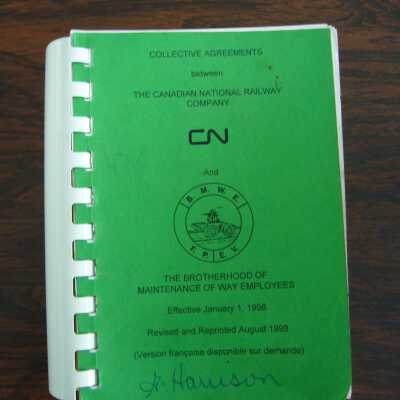 COLLECTIVE AGREEMENTS
between
THE CANADIAN NATIONAL RAILWAY
COMPANY
CN
And
B. M. W. E.
F. P. E. V.
THE BROTHERHOOD OF
MAINTENANCE OF WAY EMPLOYEES
Effective January 1, 1998
Revised and Reprinted August 1998
(Version française disponible sur demande)
Harrison